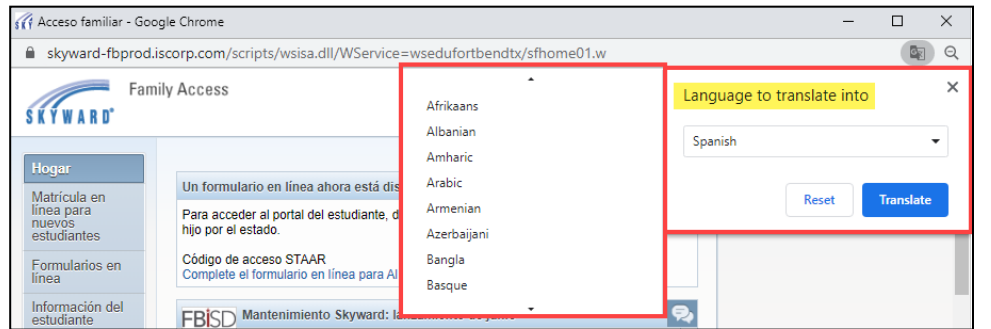 Acceso familiar - Google Chrome
skyward-fbprod.iscorp.com/scripts/wsisa.dll/WService=wsedufortbendtx/sfhome01.w
SKYWARD®
Family Access
Hogar
Matrícula en
línea para
nuevos
estudiantes
Formularios en
línea
Información del
estudiante
Un formulario en línea ahora está dis
Para acceder al portal del estudiante, d
hijo por el estado.
Código de acceso STAAR
Complete el formulario en línea para Al
FBISD Mantenimiento Skyward:
Afrikaans
Albanian
Amharic
Arabic
Armenian
Azerbaijani
Bangla
Basque
Language to translate into
Spanish
Reset
Translate